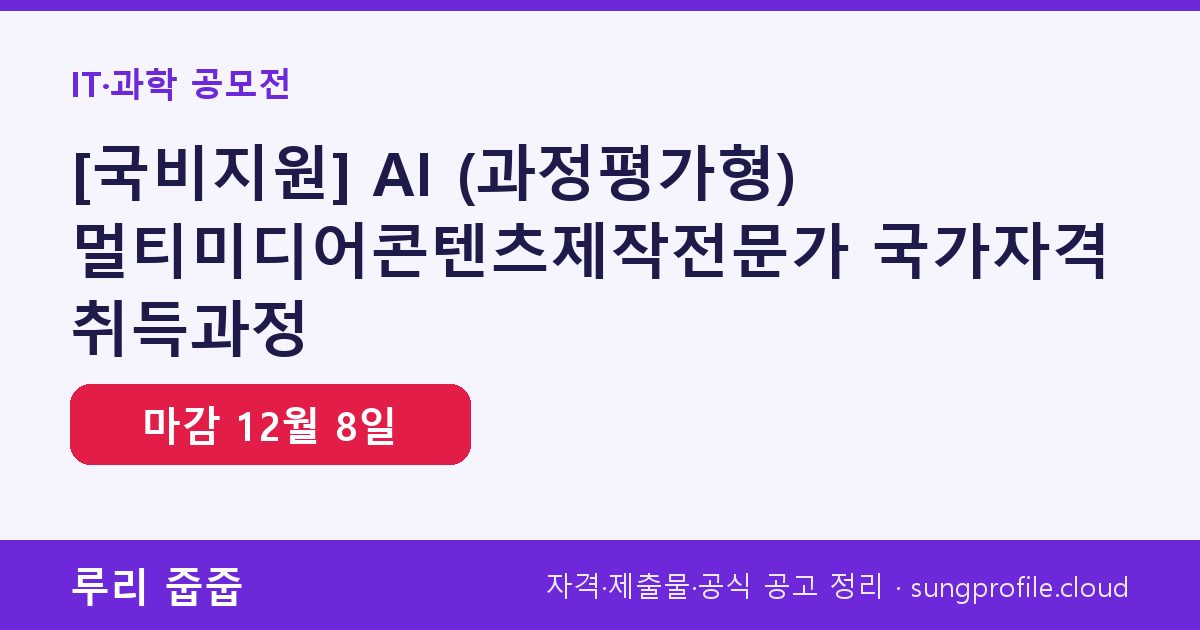 IT·과학 공모전
[국비지원] AI (과정평가형)
멀티미디어콘텐츠제작전문가 국가자격
취득과정
마감 12월 8일
루리 줍줍
자격·제출물·공식 공고 정리 · sungprofile.cloud